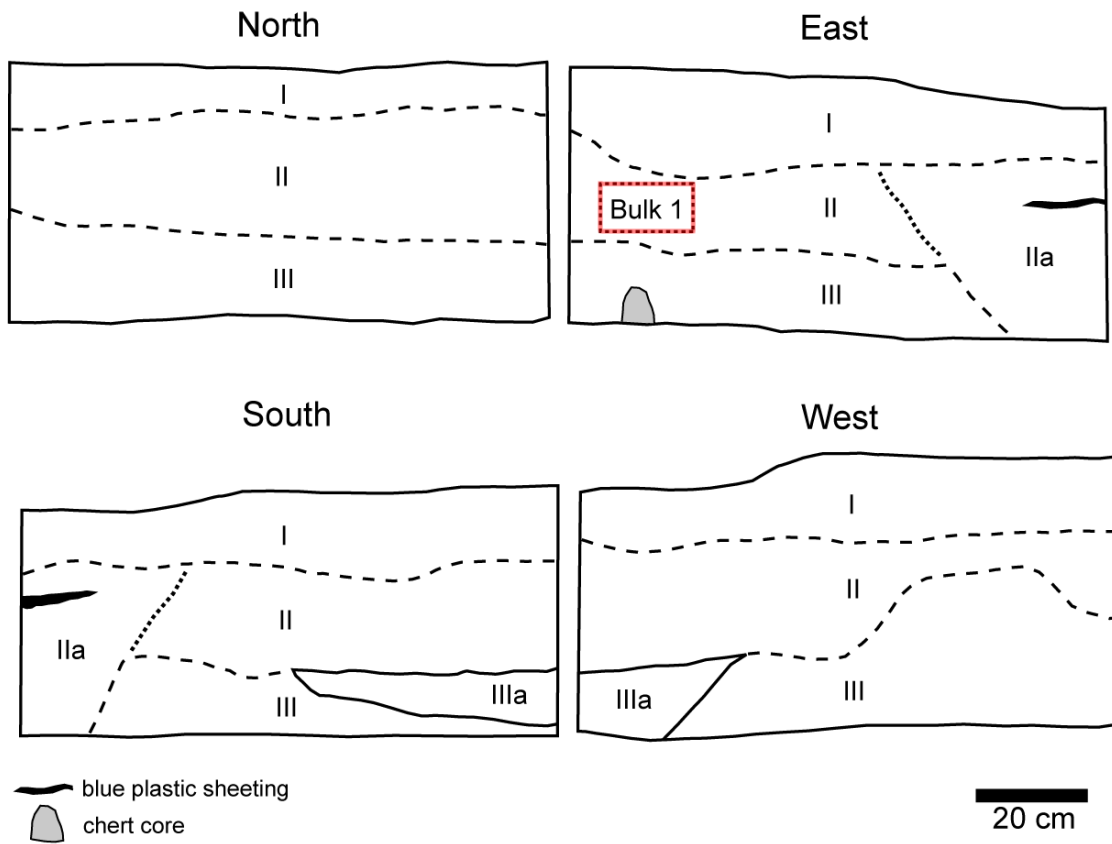 North
I
II
III
East
I
Bulk 1
II
IIa
III
South
I
II
IIa
III
IIIa
West
I
II
IIIa
III
blue plastic sheeting
chert core
20 cm